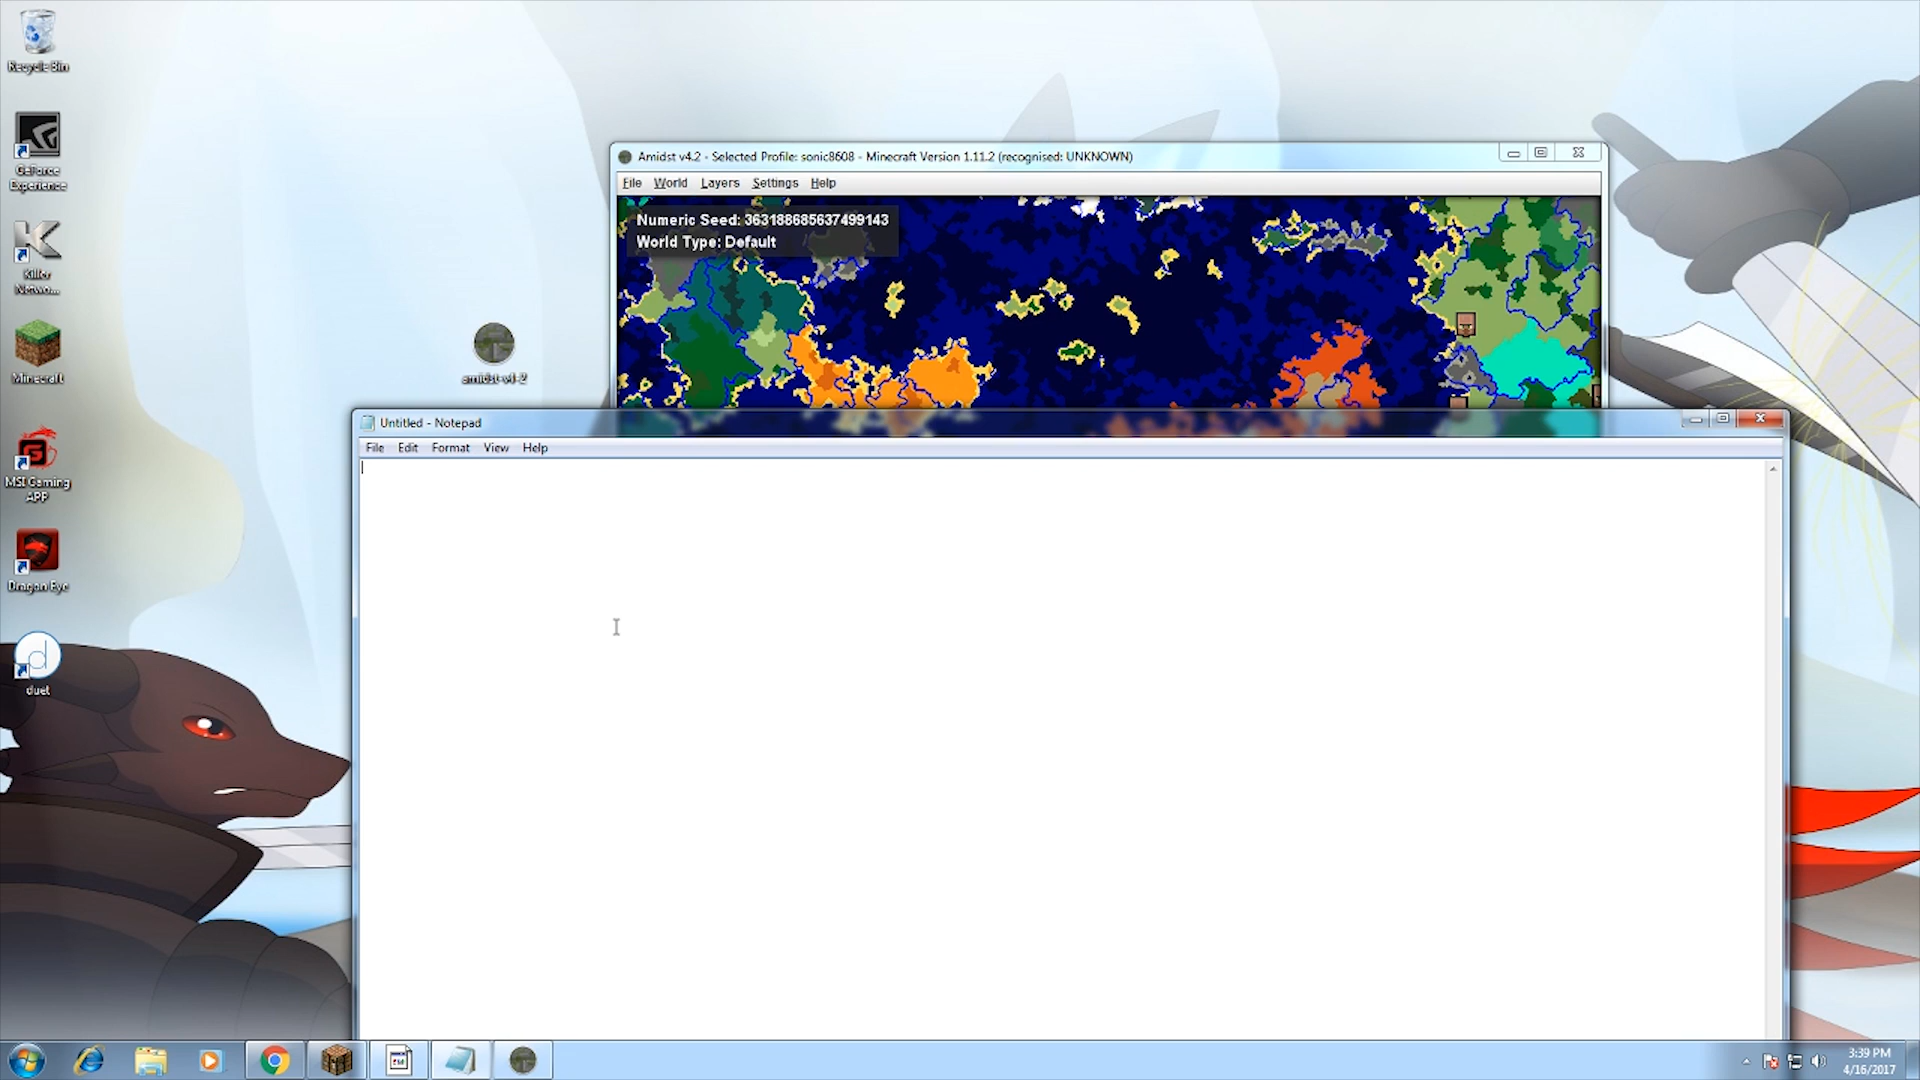 Recycle Bin
GeForce
Experience
Killer
Netwo...
Minecraft
MSI Gaming
APP
Dragon Eye
duet
amidst-v4-2
Amidst v4.2 - Selected Profile: sonic8608 - Minecraft Version 1.11.2 (recognised: UNKNOWN)
File World Layers Settings Help
Numeric Seed: 363188685637499143
World Type: Default
Untitled - Notepad
File Edit Format View Help
3:39 PM
4/16/2017